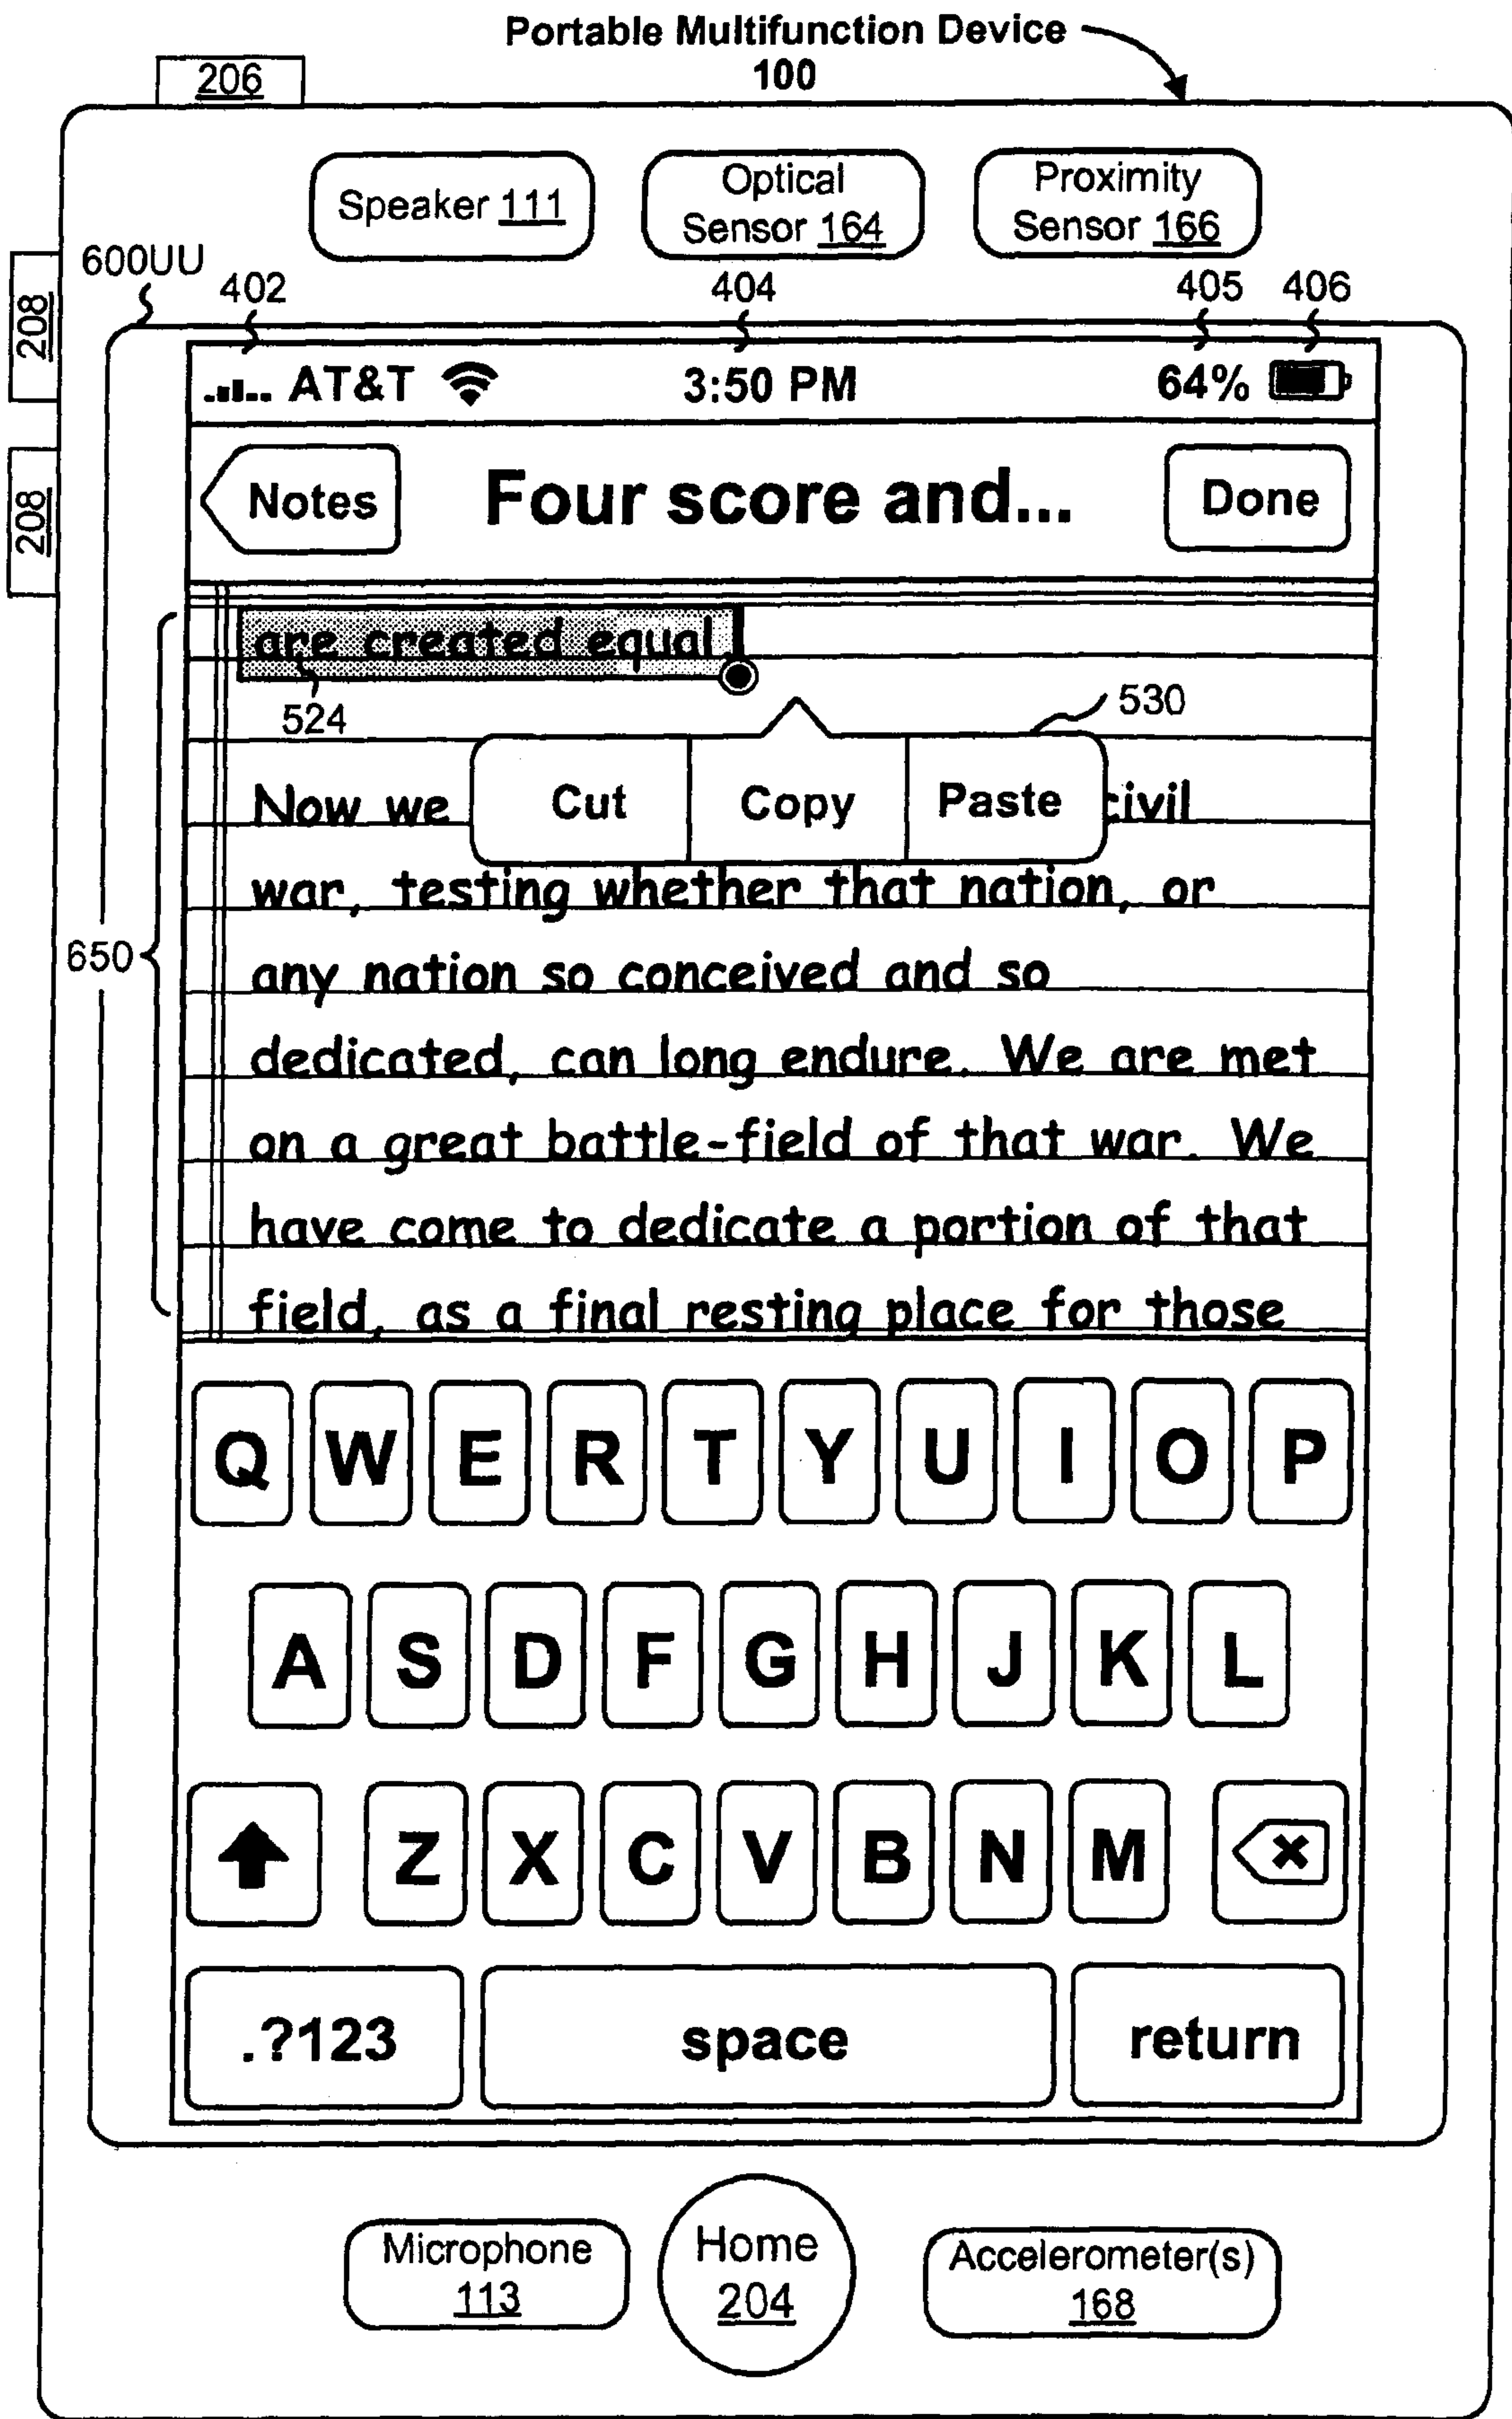 Portable Multifunction Device
100
206
Speaker 111
Optical
Sensor 164
Proximity
Sensor 166
208
208
600UU
402
404
405
406
AT&T
3:50 PM
64%
Notes
Four score and...
Done
are created equal.
524
530
Cut
Copy
Paste
Now we
civil
war, testing whether that nation, or
650
any nation so conceived and so
dedicated, can long endure. We are met
on a great battle-field of that war. We
have come to dedicate a portion of that
field, as a final resting place for those
Q W E R T Y U I O P
A S D F G H J K L
Z X C V B N M
.?123
space
return
Microphone
113
Home
204
Accelerometer(s)
168